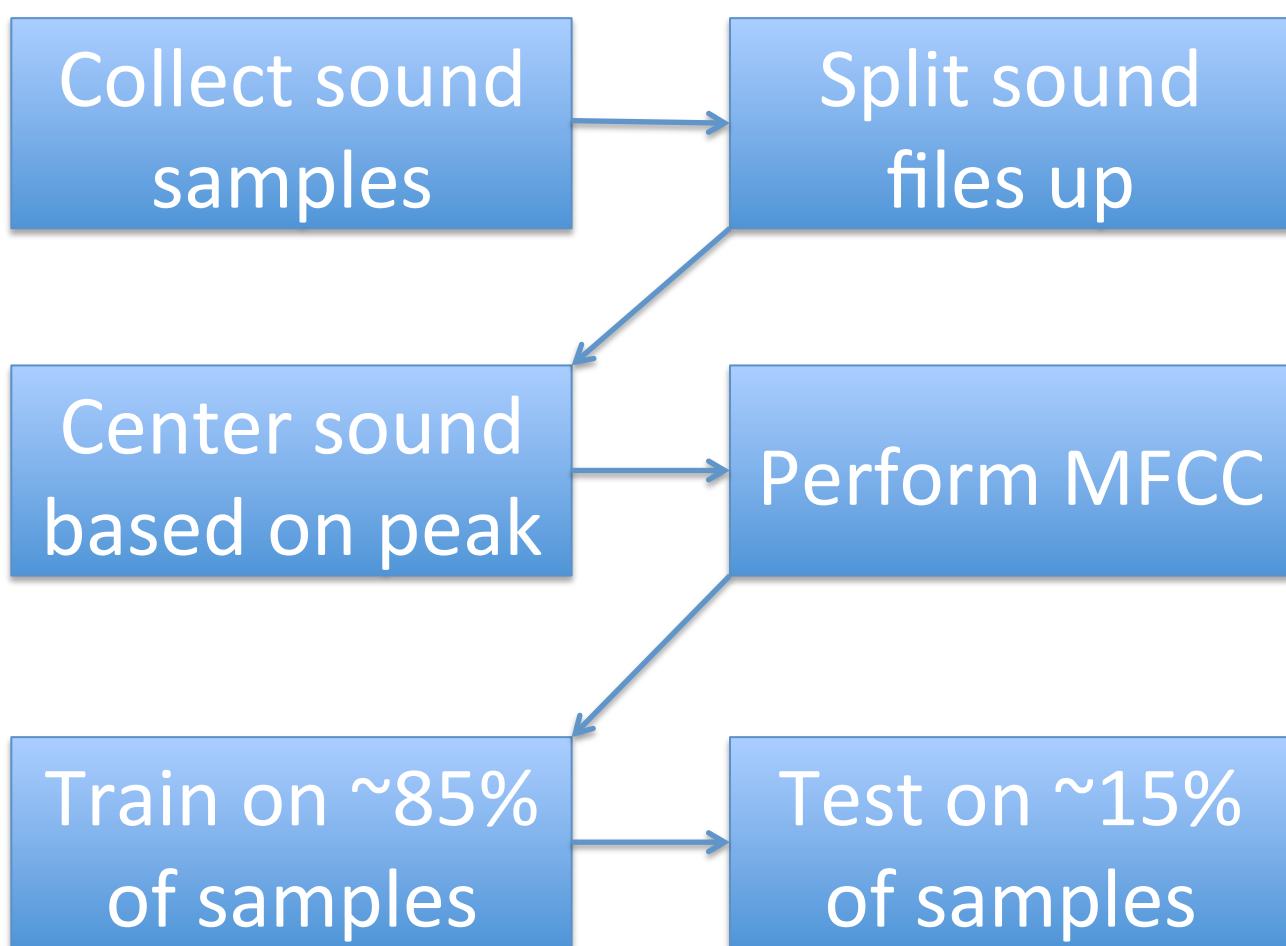 Collect sound
samples
Split sound
files up
Center sound
based on peak
Perform MFCC
Train on ~85%
of samples
Test on ~15%
of samples